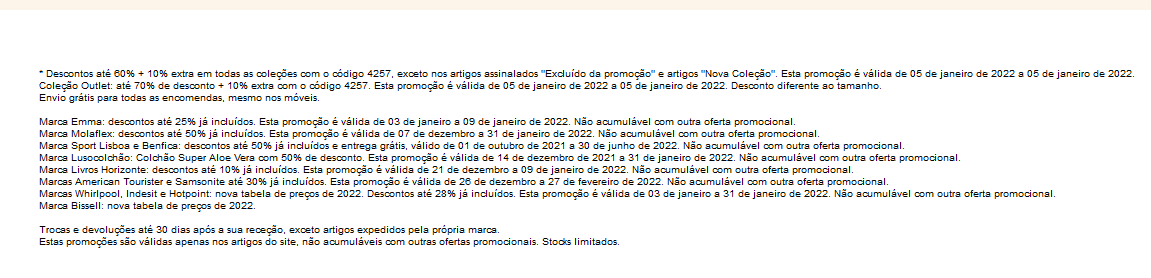 * Descontos até 60% + 10% extra em todas as coleções com o código 4257, exceto nos artigos assinalados "Excluído da promoção" e artigos "Nova Coleção". Esta promoção é válida de 05 de janeiro de 2022 a 05 de janeiro de 2022.
Coleção Outlet: até 70% de desconto + 10% extra com o código 4257. Esta promoção é válida de 05 de janeiro de 2022 a 05 de janeiro de 2022. Desconto diferente ao tamanho.
Envio grátis para todas as encomendas, mesmo nos móveis.
Marca Emma: descontos até 25% já incluídos. Esta promoção é válida de 03 de janeiro a 09 de janeiro de 2022. Não acumulável com outra oferta promocional.
Marca Molaflex: descontos até 50% já incluídos. Esta promoção é válida de 07 de dezembro a 31 de janeiro de 2022. Não acumulável com outra oferta promocional.
Marca Sport Lisboa e Benfica: descontos até 50% já incluídos e entrega grátis, válido de 01 de outubro de 2021 a 30 de junho de 2022. Não acumulável com outra oferta promocional.
Marca Lusocolchão: Colchão Super Aloe Vera com 50% de desconto. Esta promoção é válida de 14 de dezembro de 2021 a 31 de janeiro de 2022. Não acumulável com outra oferta promocional.
Marca Livros Horizonte: descontos até 10% já incluídos. Esta promoção é válida de 21 de dezembro a 09 de janeiro de 2022. Não acumulável com outra oferta promocional.
Marcas American Tourister e Samsonite até 30% já incluídos. Esta promoção é válida de 26 de dezembro a 27 de fevereiro de 2022. Não acumulável com outra oferta promocional.
Marcas Whirlpool, Indesit e Hotpoint: nova tabela de preços de 2022. Descontos até 28% já incluídos. Esta promoção é válida de 03 de janeiro a 31 de janeiro de 2022. Não acumulável com outra oferta promocional.
Marca Bissell: nova tabela de preços de 2022.
Trocas e devoluções até 30 dias após a sua receção, exceto artigos expedidos pela própria marca.
Estas promoções são válidas apenas nos artigos do site, não acumuláveis com outras ofertas promocionais. Stocks limitados.